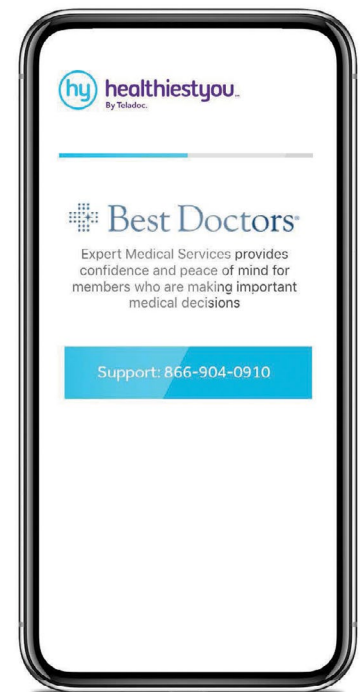 hy healthiestyou™
By Teladoc.
Best Doctors®
Expert Medical Services provides
confidence and peace of mind for
members who are making important
medical decisions
Support: 866-904-0910